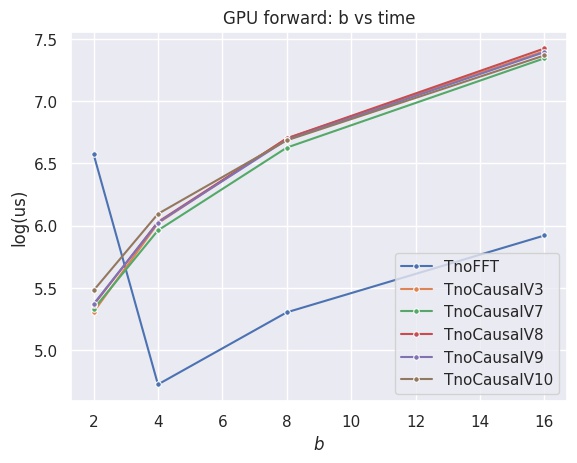 GPU forward: b vs time
log(us)
7.5
7.0
6.5
6.0
5.5
5.0
2 4 6 8 10 12 14 16
b
TnoFFT
TnoCausalV3
TnoCausalV7
TnoCausalV8
TnoCausalV9
TnoCausalV10